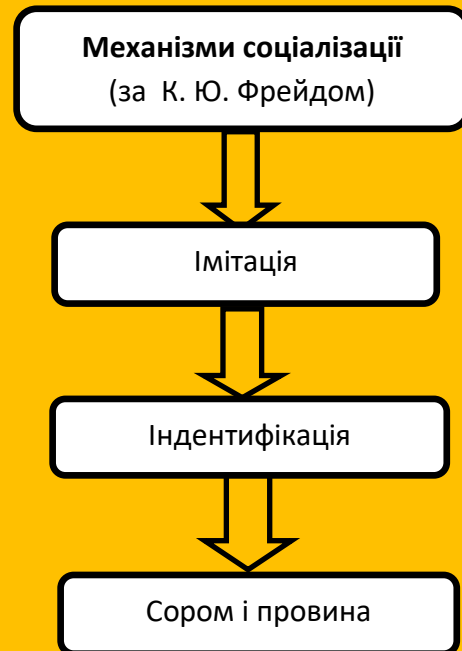 Механізми соціалізації
(за К. Ю. Фрейдом)
Імітація
Індентифікація
Сором і провина